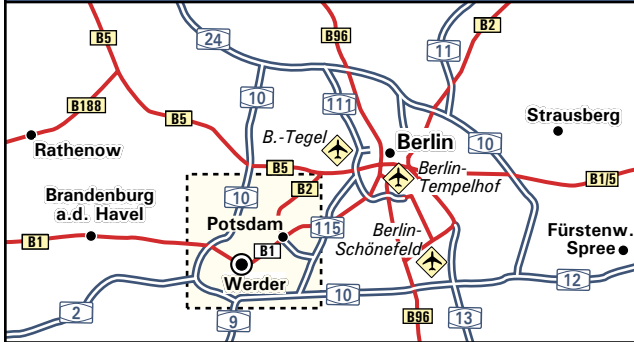 B5
24
B96
11
B2
10
111
B188
B5
B.-Tegel
Berlin
Strausberg
10
Rathenow
B5
Berlin-
Tempelhof
B1/5
Brandenburg
a.d. Havel
10
B2
Potsdam
115
Berlin-
Schönefeld
Fürstenw.
Spree
B1
B1
Werder
10
12
2
9
B96
13